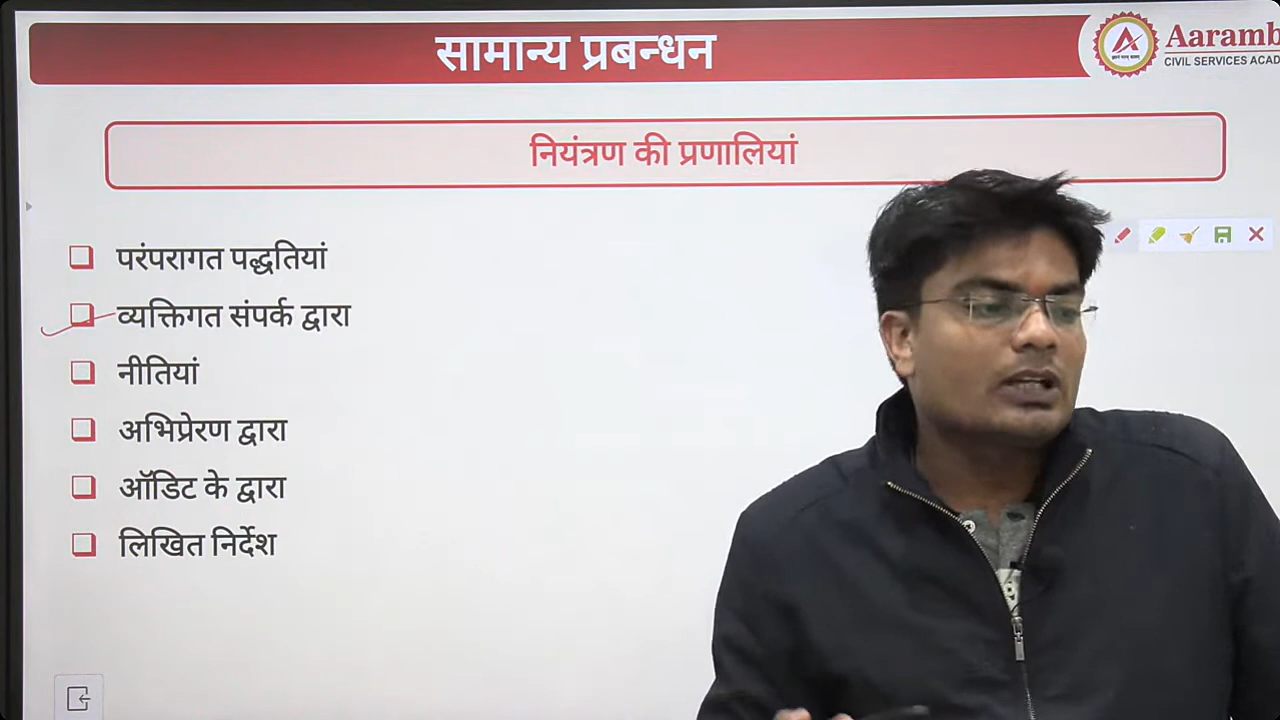 सामान्य प्रबन्धन
Aaramb
CIVIL SERVICES ACAD
नियंत्रण की प्रणालियां
परंपरागत पद्धतियां
व्यक्तिगत संपर्क द्वारा
नीतियां
अभिप्रेरण द्वारा
ऑडिट के द्वारा
लिखित निर्देश